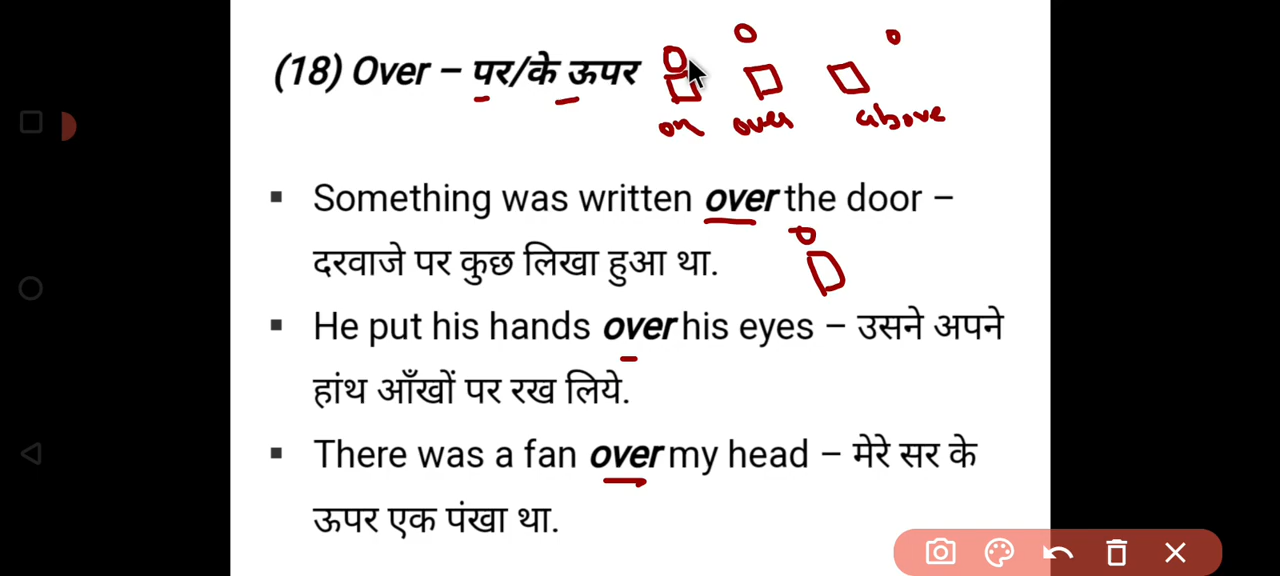 (18) Over – पर/के ऊपर
on over above
Something was written over the door –
दरवाजे पर कुछ लिखा हुआ था.
He put his hands over his eyes – उसने अपने
हांथ आँखों पर रख लिये.
There was a fan over my head – मेरे सर के
ऊपर एक पंखा था.